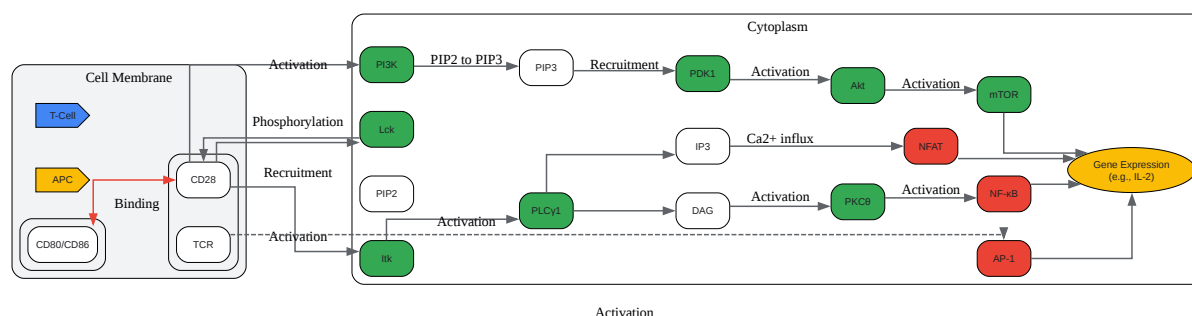 Cytoplasm
Cell Membrane
T-Cell
APC
Binding
CD80/CD86
CD28
TCR
Activation
Phosphorylation
Recruitment
Activation
PI3K
PIP2 to PIP3
PIP3
Recruitment
PDK1
Activation
Akt
Activation
mTOR
Lck
PIP2
Itk
Activation
PLCγ1
IP3
Ca2+ influx
NFAT
DAG
Activation
PKCθ
Activation
NF-κB
AP-1
Gene Expression
(e.g., IL-2)
Activation